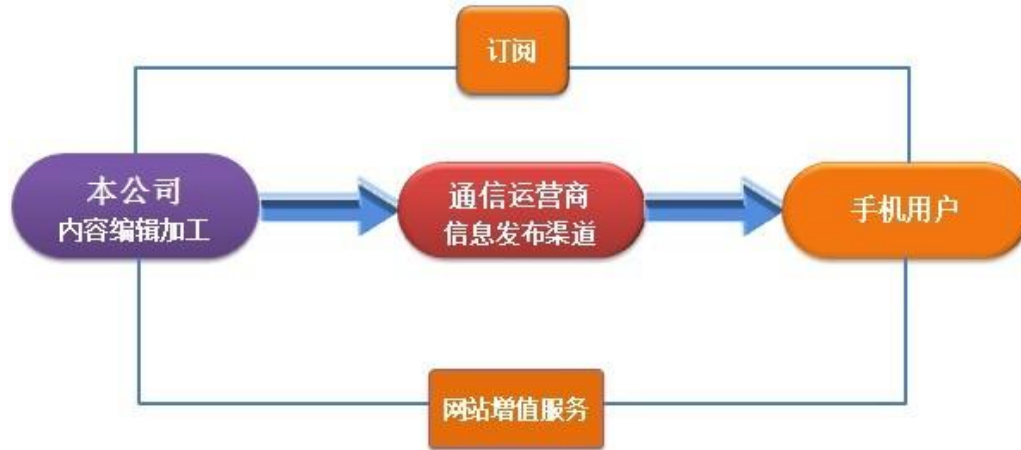 订阅
本公司
内容编辑加工
通信运营商
信息发布渠道
手机用户
网站增值服务